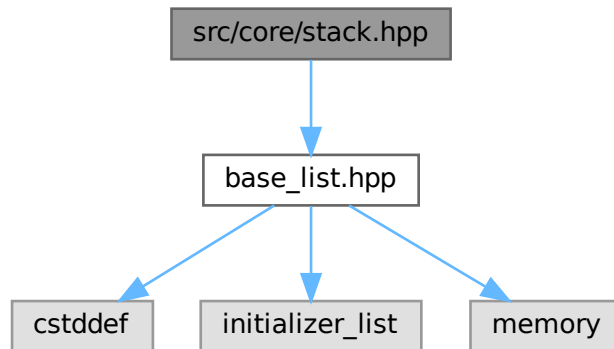 src/core/stack.hpp
base_list.hpp
cstddef
initializer_list
memory